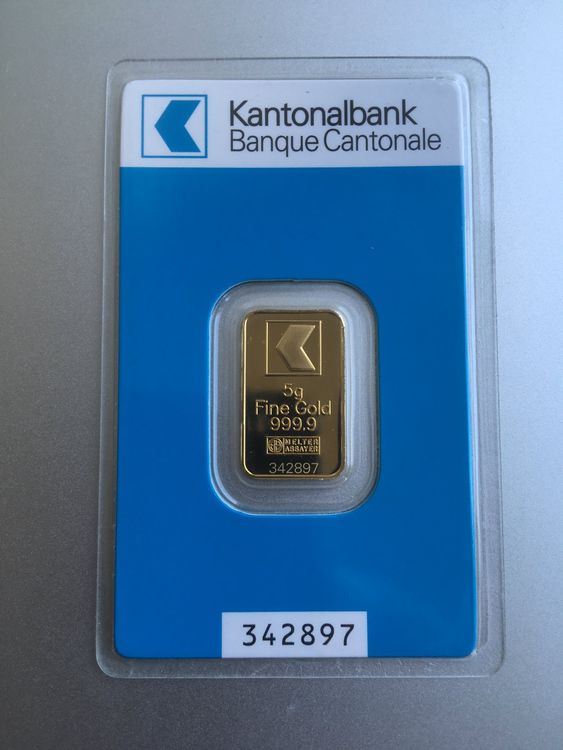 Kantonalbank
Banque Cantonale
5g
Fine Gold
999.9
MELTER
ASSAYER
342897
342897